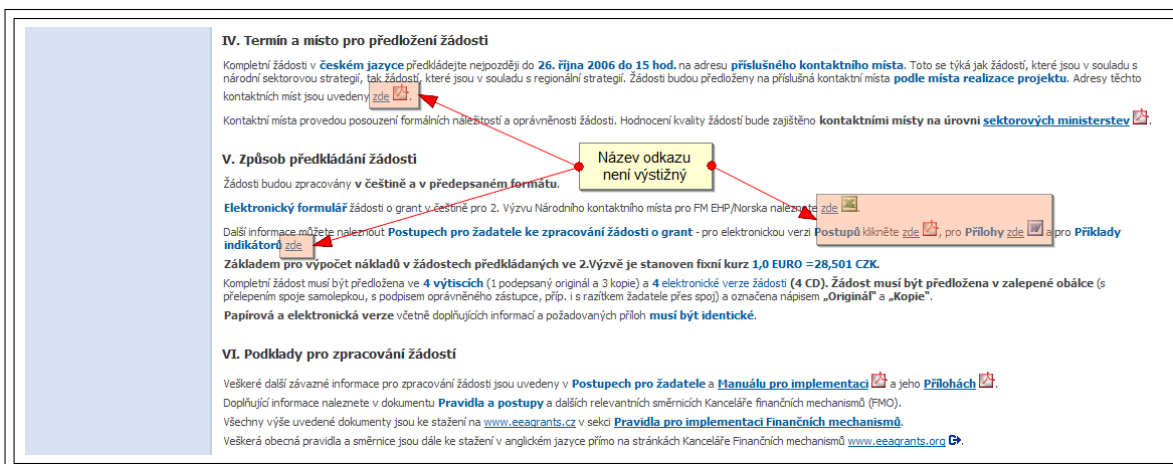 IV. Termín a místo pro předložení žádosti
Kompletní žádosti v českém jazyce předkládejte nejpozději do 26. října 2006 do 15 hod. na adresu příslušného kontaktního místa. Toto se týká jak žádostí, které jsou v souladu s
národní sektorovou strategií, tak žádostí, které jsou v souladu s regionální strategií. Žádosti budou předloženy na příslušná kontaktní místa podle místa realizace projektu. Adresy těchto
kontaktních míst jsou uvedeny zde .
Kontaktní místa provedou posouzení formálních náležitostí a oprávněnosti žádosti. Hodnocení kvality žádostí bude zajištěno kontaktními místy na úrovni sektorových ministerstev .
V. Způsob předkládání žádosti
Název odkazu
není výstižný
Žádosti budou zpracovány v češtině a v předepsaném formátu.
Elektronický formulář žádosti o grant v češtině pro 2. Výzvu Národního kontaktního místa pro FM EHP/Norska naleznete zde .
Další informace můžete naleznout Postupech pro žadatele ke zpracování žádosti o grant - pro elektronickou verzi Postupů klikněte zde , pro Přílohy zde a pro Příklady
indikátorů zde
Základem pro výpočet nákladů v žádostech předkládaných ve 2.Výzvě je stanoven fixní kurz 1,0 EURO =28,501 CZK.
Kompletní žádost musí být předložena ve 4 výtiscích (1 podepsaný originál a 3 kopie) a 4 elektronické verze žádosti (4 CD). Žádost musí být předložena v zalepené obálce (s
přelepením spoje samolepkou, s podpisem oprávněného zástupce, příp. i s razítkem žadatele přes spoj) a označena nápisem „Originál" a „Kopie".
Papírová a elektronická verze včetně doplňujících informací a požadovaných příloh musí být identické.
VI. Podklady pro zpracování žádostí
Veškeré další závazné informace pro zpracování žádosti jsou uvedeny v Postupech pro žadatele a Manuálu pro implementaci a jeho Přílohách .
Doplňující informace naleznete v dokumentu Pravidla a postupy a dalších relevantních směrnicích Kanceláře finančních mechanismů (FMO).
Všechny výše uvedené dokumenty jsou ke stažení na www.eeagrants.cz v sekci Pravidla pro implementaci Finančních mechanismů.
Veškerá obecná pravidla a směrnice jsou dále ke stažení v anglickém jazyce přímo na stránkách Kanceláře Finančních mechanismů www.eeagrants.org .